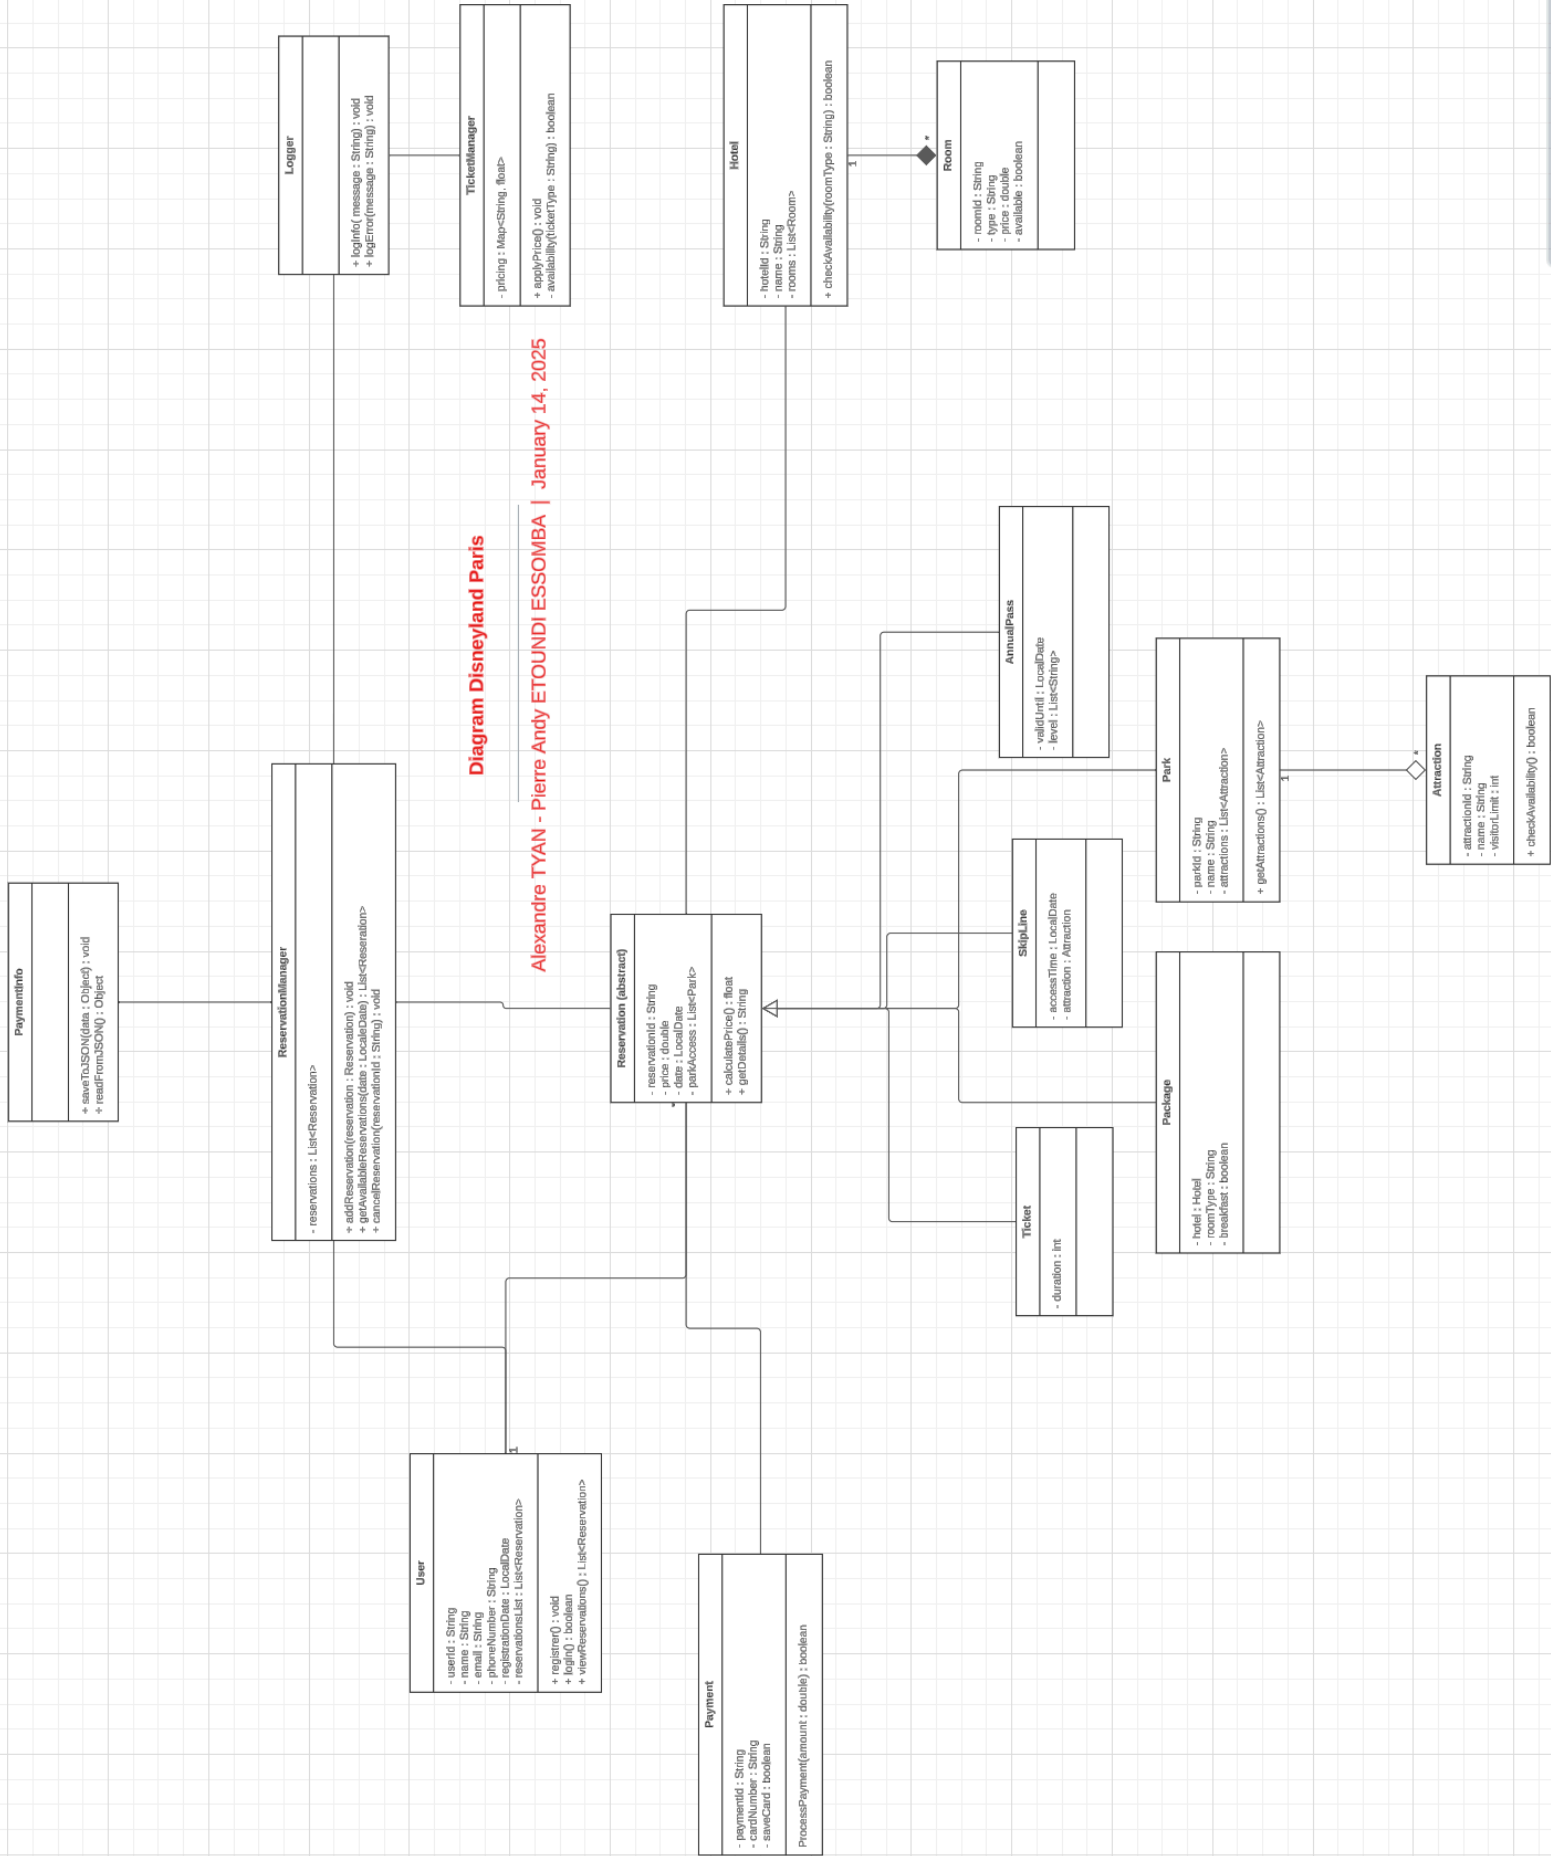 Diagram Disneyland Paris
Alexandre TYAN - Pierre Andy ETOUNDI ESSOMBA | January 14, 2025
PaymentInfo
+ saveToJSON(data : Object) : void
+ readFromJSON() : Object
ReservationManager
- reservations : List<Reservation>
+ addReservation(reservation : Reservation) : void
+ getAvailableReservations(date : LocaleDate) : List<Reseration>
+ cancelReservation(reservationId : String) : void
Logger
+ logInfo( message : String) : void
+ logError(message : String) : void
TicketManager
- pricing : Map<String, float>
+ applyPrice() : void
- availability(ticketType : String) : boolean
User
- userId : String
- name : String
- email : String
- phoneNumber : String
- registrationDate : LocalDate
- reservationsList : List<Reservation>
+ registrer() : void
+ login() : boolean
+ viewReservations() : List<Reservation>
1
Reservation (abstract)
- reservationId : String
- price : double
- date : LocalDate
- parkAccess : List<Park>
+ calculatePrice() : float
+ getDetails() : String
*
Payment
- paymentId : String
- cardNumber : String
- saveCard : boolean
ProcessPayment(amount : double) : boolean
Hotel
- hotelId : String
- name : String
- rooms : List<Room>
+ checkAvailability(roomType : String) : boolean
1
*
Room
- roomId : String
- type : String
- price : double
- available : boolean
Ticket
- duration : int
SkipLine
- accessTime : LocalDate
- attraction : Attraction
AnnualPass
- validUntil : LocalDate
- level : List<String>
Package
- hotel : Hotel
- roomType : String
- breakfast : boolean
Park
- parkId : String
- name : String
- attractions : List<Attraction>
+ getAttractions() : List<Attraction>
1
*
Attraction
- attractionId : String
- name : String
- visitorLimit : int
+ checkAvailability() : boolean